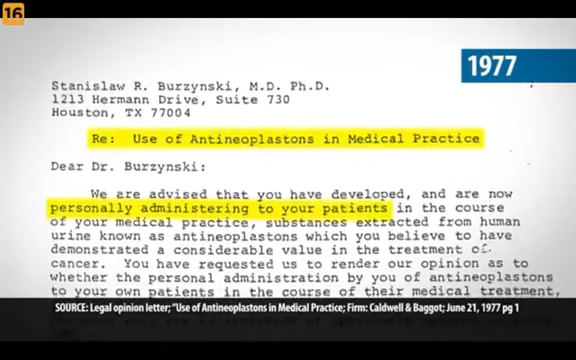 16
1977
Stanislaw R. Burzynski, M.D. Ph.D.
1213 Hermann Drive, Suite 730
Houston, TX 77004
Re: Use of Antineoplastons in Medical Practice
Dear Dr. Burzynski:
We are advised that you have developed, and are now
personally administering to your patients in the course
of your medical practice, substances extracted from human
urine known as antineoplastons which you believe to have
demonstrated a considerable value in the treatment of
cancer. You have requested us to render our opinion as to
whether the personal administration by you of antineoplastons
to your own patients in the course of their medical treatment,
SOURCE: Legal opinion letter; "Use of Antineoplastons in Medical Practice; Firm: Caldwell & Baggot; June 21, 1977 pg 1